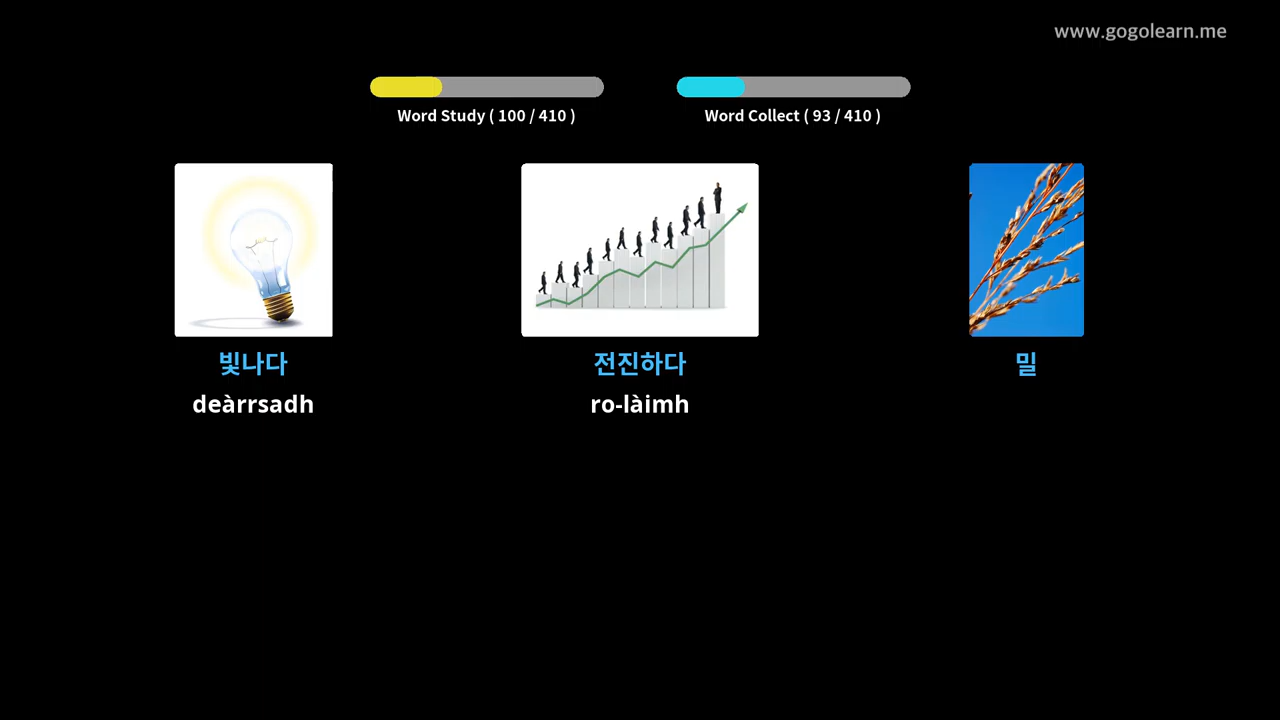 www.gogolearn.me
Word Study ( 100 / 410 )
Word Collect ( 93 / 410 )
빛나다
전진하다
밀
deàrrsadh
ro-làimh